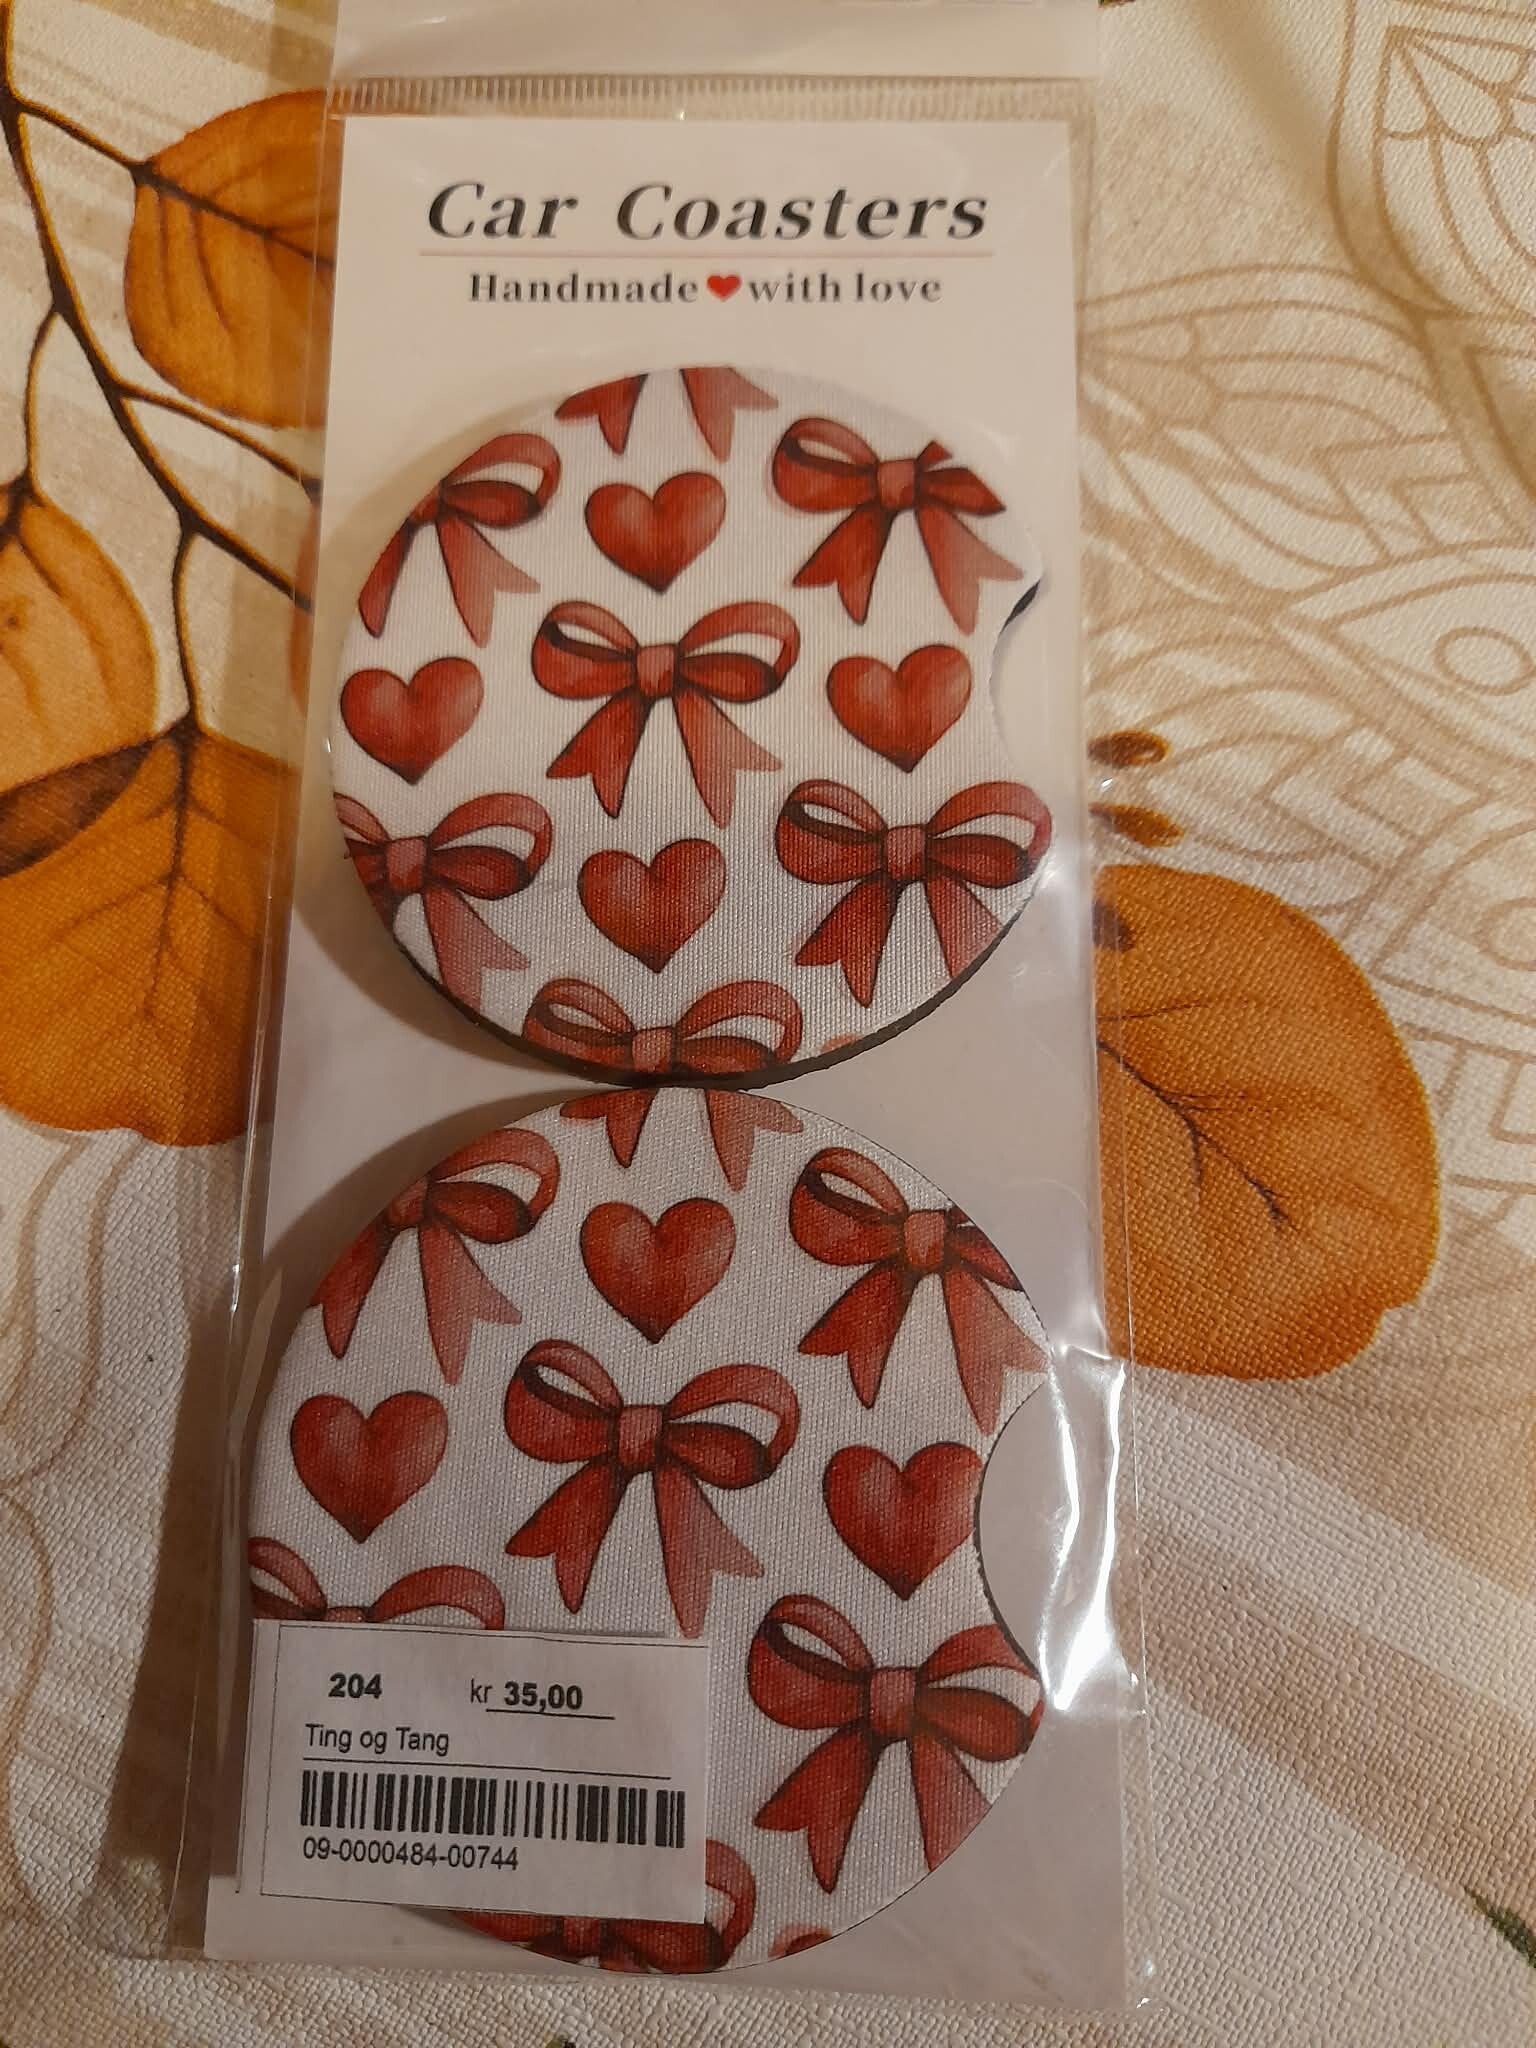 Car Coasters
Handmade❤with love
204 kr 35,00
Ting og Tang
09-0000484-00744